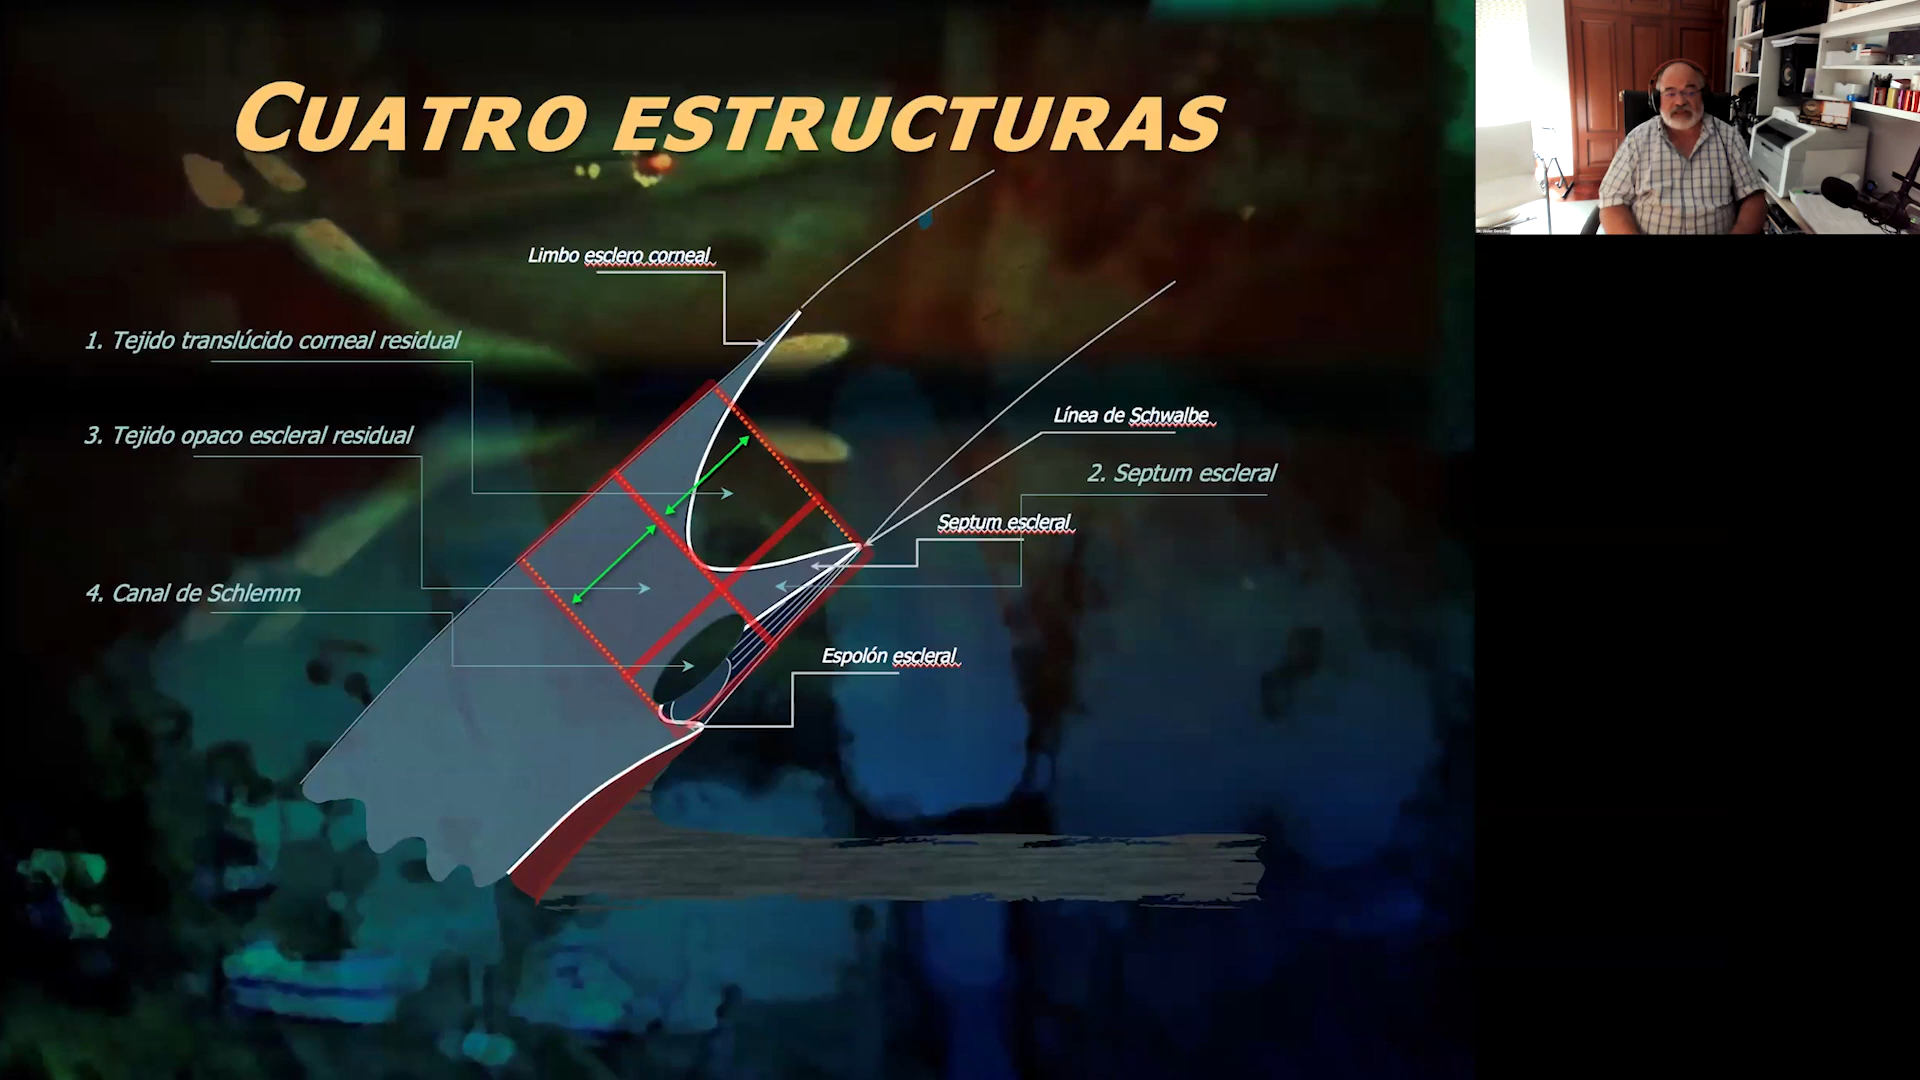 CUATRO ESTRUCTURAS
Limbo esclero corneal
1. Tejido translúcido corneal residual
Línea de Schwalbe
3. Tejido opaco escleral residual
2. Septum escleral
Septum escleral
4. Canal de Schlemm
Espolón escleral